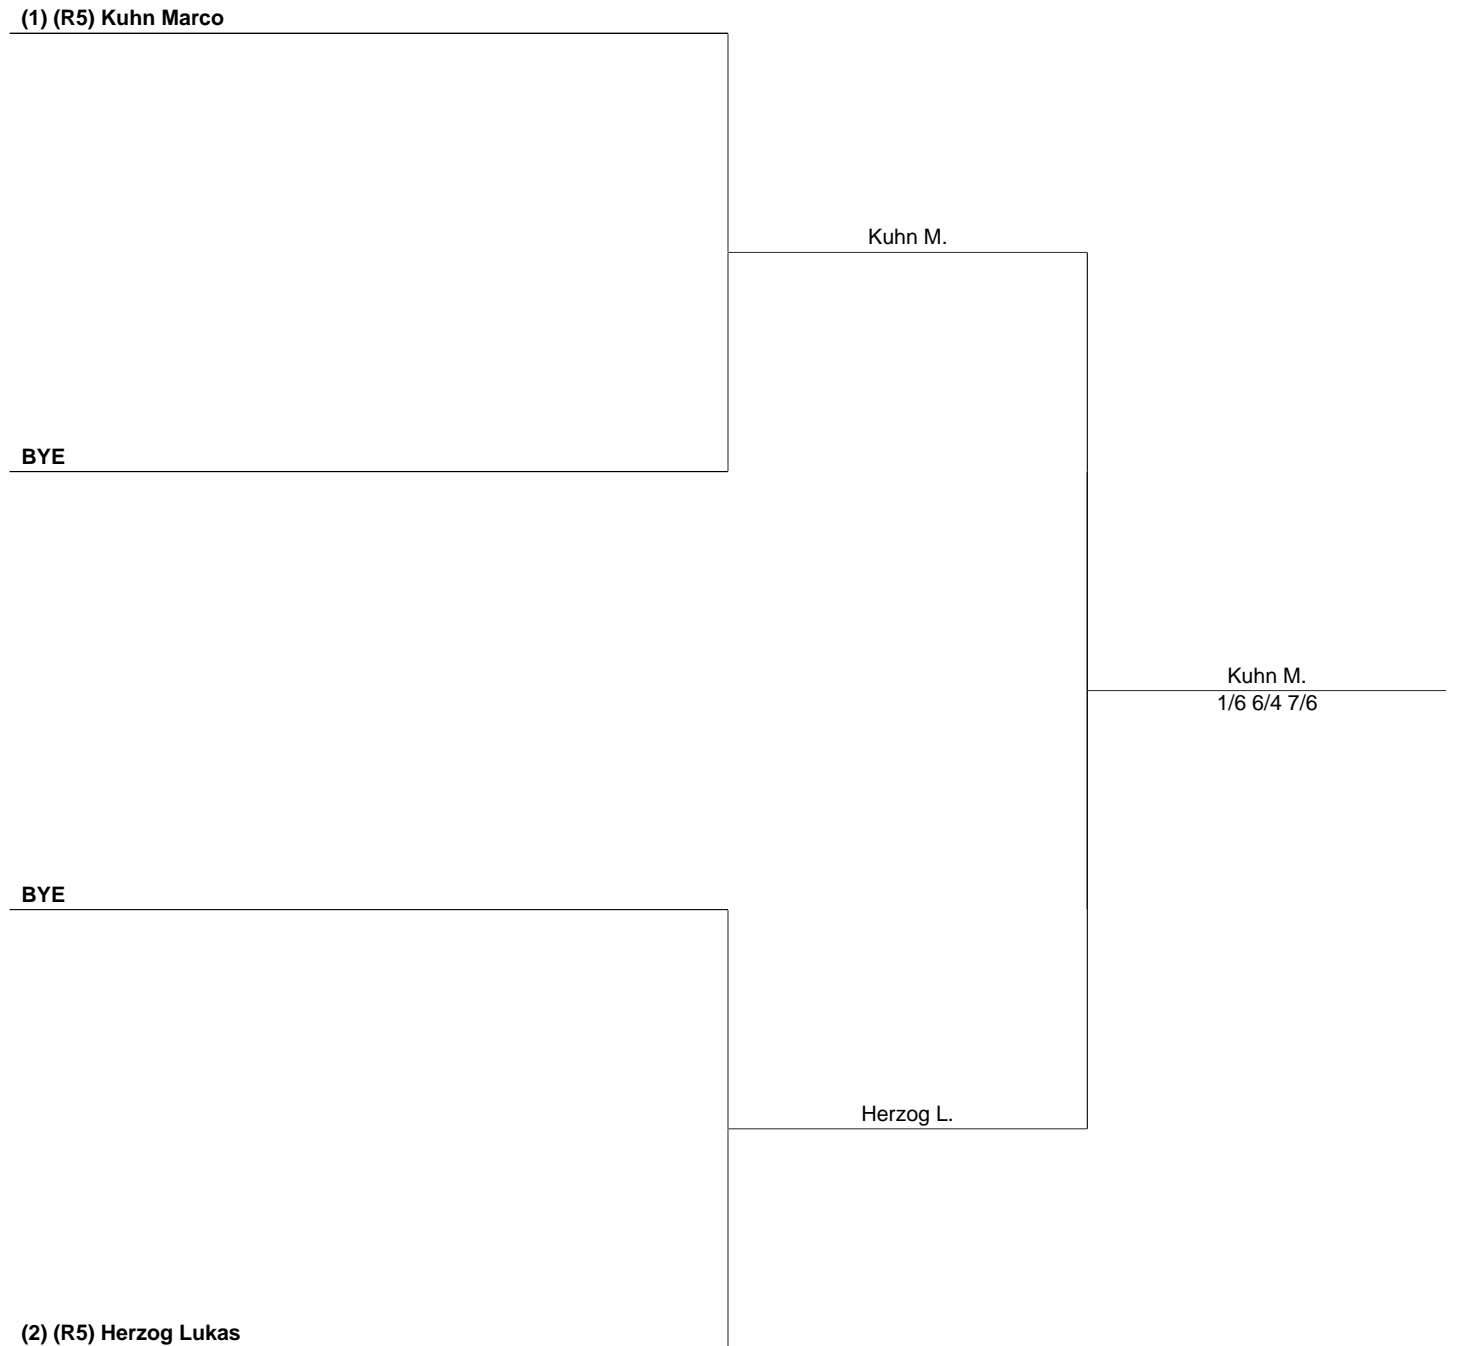 (1) (R5) Kuhn Marco
Kuhn M.
BYE
Kuhn M.
1/6 6/4 7/6
BYE
Herzog L.
(2) (R5) Herzog Lukas